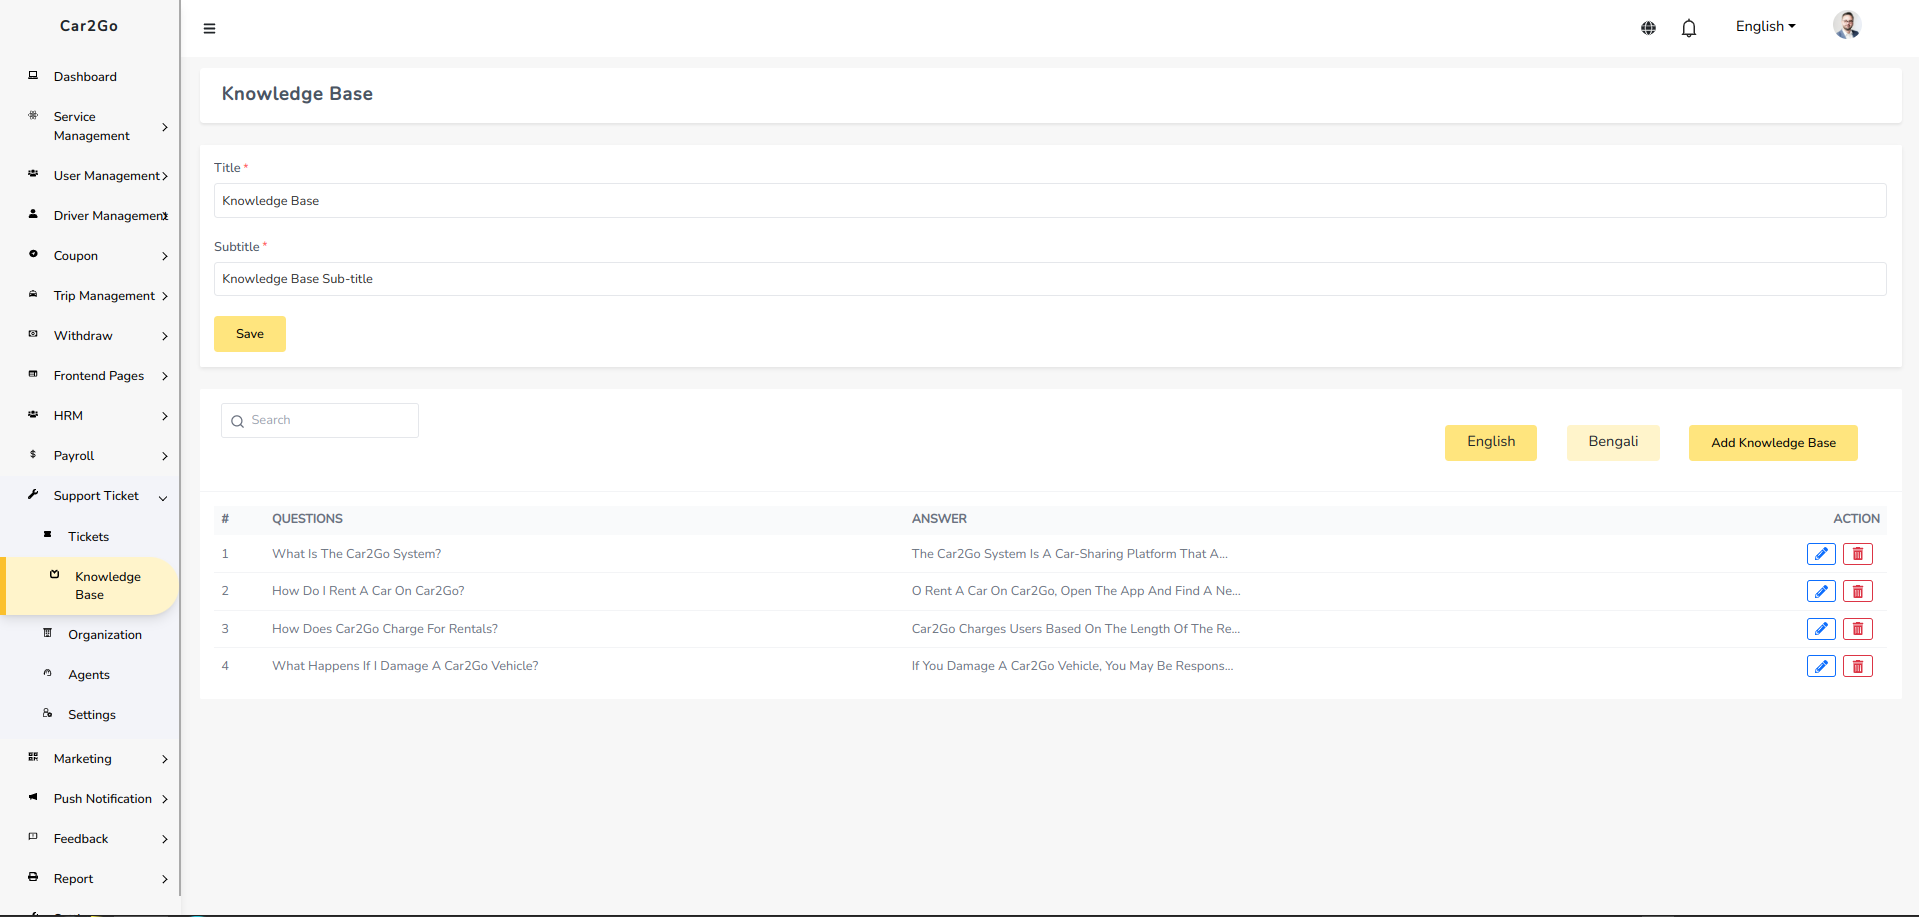 Car2Go
English
Dashboard
Service
Management
User Management
Driver Management
Coupon
Trip Management
Withdraw
Frontend Pages
HRM
Payroll
Support Ticket
Tickets
Knowledge
Base
Organization
Agents
Settings
Marketing
Push Notification
Feedback
Report
Knowledge Base
Title *
Knowledge Base
Subtitle *
Knowledge Base Sub-title
Save
Search
English Bengali Add Knowledge Base
# QUESTIONS ANSWER ACTION
1 What Is The Car2Go System? The Car2Go System Is A Car-Sharing Platform That A...
2 How Do I Rent A Car On Car2Go? O Rent A Car On Car2Go, Open The App And Find A Ne...
3 How Does Car2Go Charge For Rentals? Car2Go Charges Users Based On The Length Of The Re...
4 What Happens If I Damage A Car2Go Vehicle? If You Damage A Car2Go Vehicle, You May Be Respons...